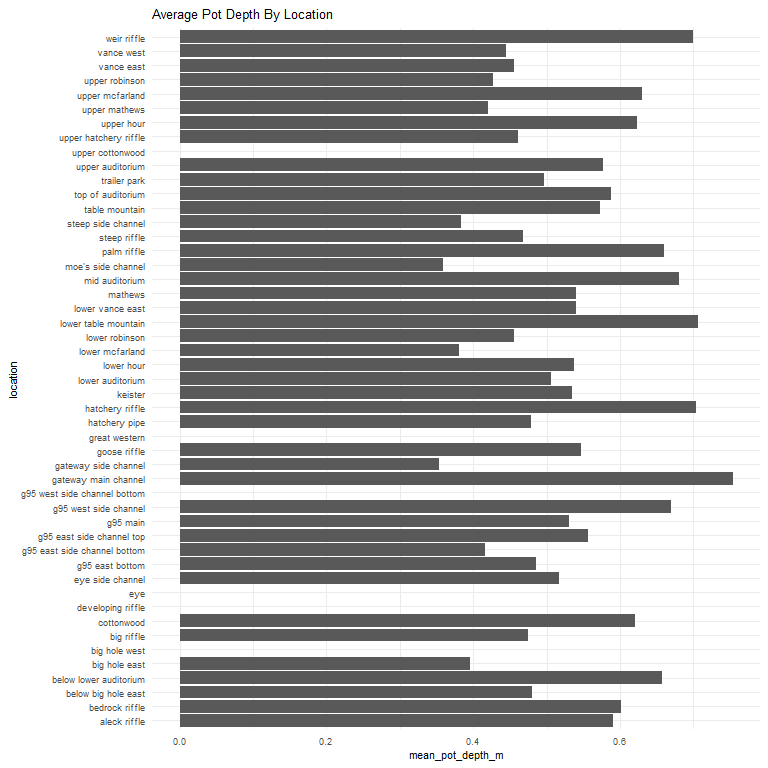 Average Pot Depth By Location
weir riffle
vance west
vance east
upper robinson
upper mcfarland
upper mathews
upper hour
upper hatchery riffle
upper cottonwood
upper auditorium
trailer park
top of auditorium
table mountain
steep side channel
steep riffle
palm riffle
moe's side channel
mid auditorium
mathews
lower vance east
lower table mountain
lower robinson
lower mcfarland
lower hour
lower auditorium
keister
hatchery riffle
hatchery pipe
great western
goose riffle
gateway side channel
gateway main channel
g95 west side channel bottom
g95 west side channel
g95 main
g95 east side channel top
g95 east side channel bottom
g95 east bottom
eye side channel
eye
developing riffle
cottonwood
big riffle
big hole west
big hole east
below lower auditorium
below big hole east
bedrock riffle
aleck riffle
location
0.0 0.2 0.4 0.6
mean_pot_depth_m